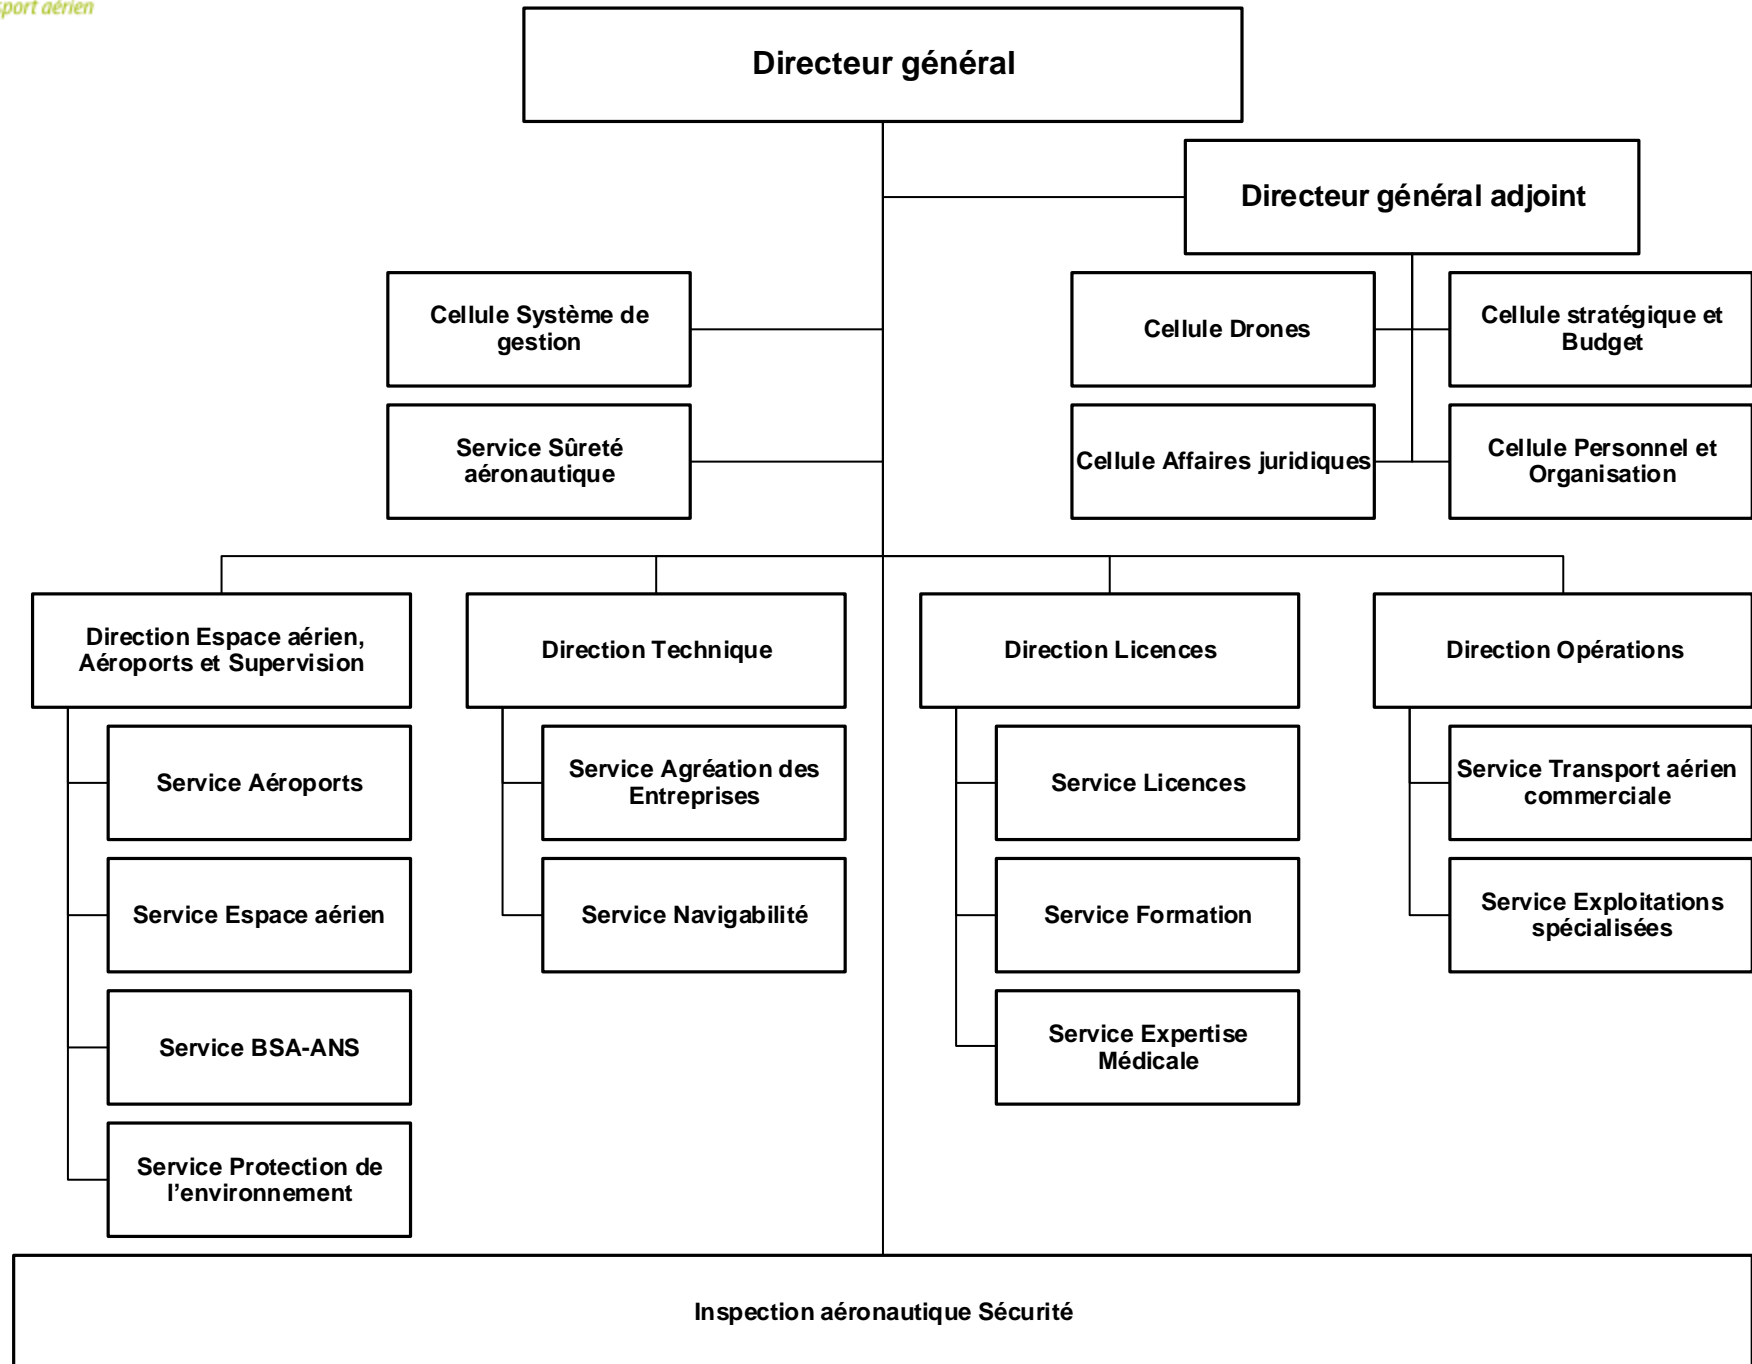 aérien
Directeur général
Directeur général adjoint
Cellule Système de
gestion
Cellule Drones
Cellule stratégique et
Budget
Service Sûreté
aéronautique
Cellule Affaires juridiques
Cellule Personnel et
Organisation
Direction Espace aérien,
Aéroports et Supervision
Direction Technique
Direction Licences
Direction Opérations
Service Aéroports
Service Agréation des
Entreprises
Service Licences
Service Transport aérien
commerciale
Service Espace aérien
Service Navigabilité
Service Formation
Service Exploitations
spécialisées
Service BSA-ANS
Service Expertise
Médicale
Service Protection de
l’environnement
Inspection aéronautique Sécurité